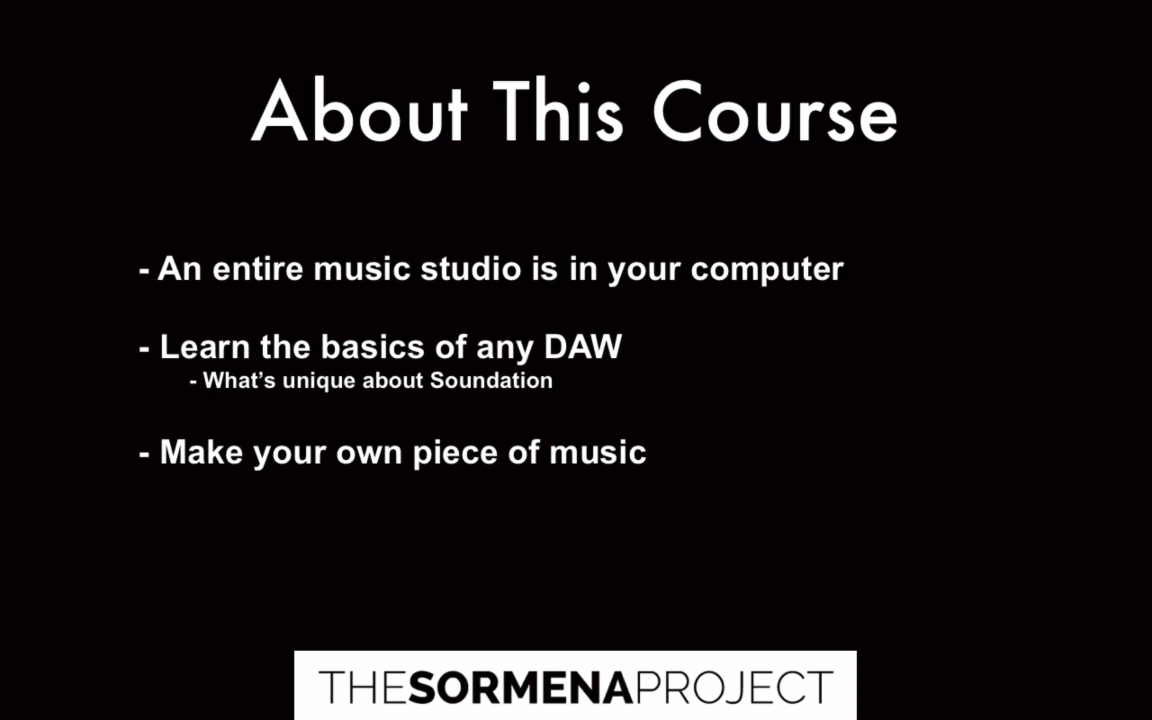 About This Course
- An entire music studio is in your computer
- Learn the basics of any DAW
- What’s unique about Soundation
- Make your own piece of music
THESORMENAPROJECT